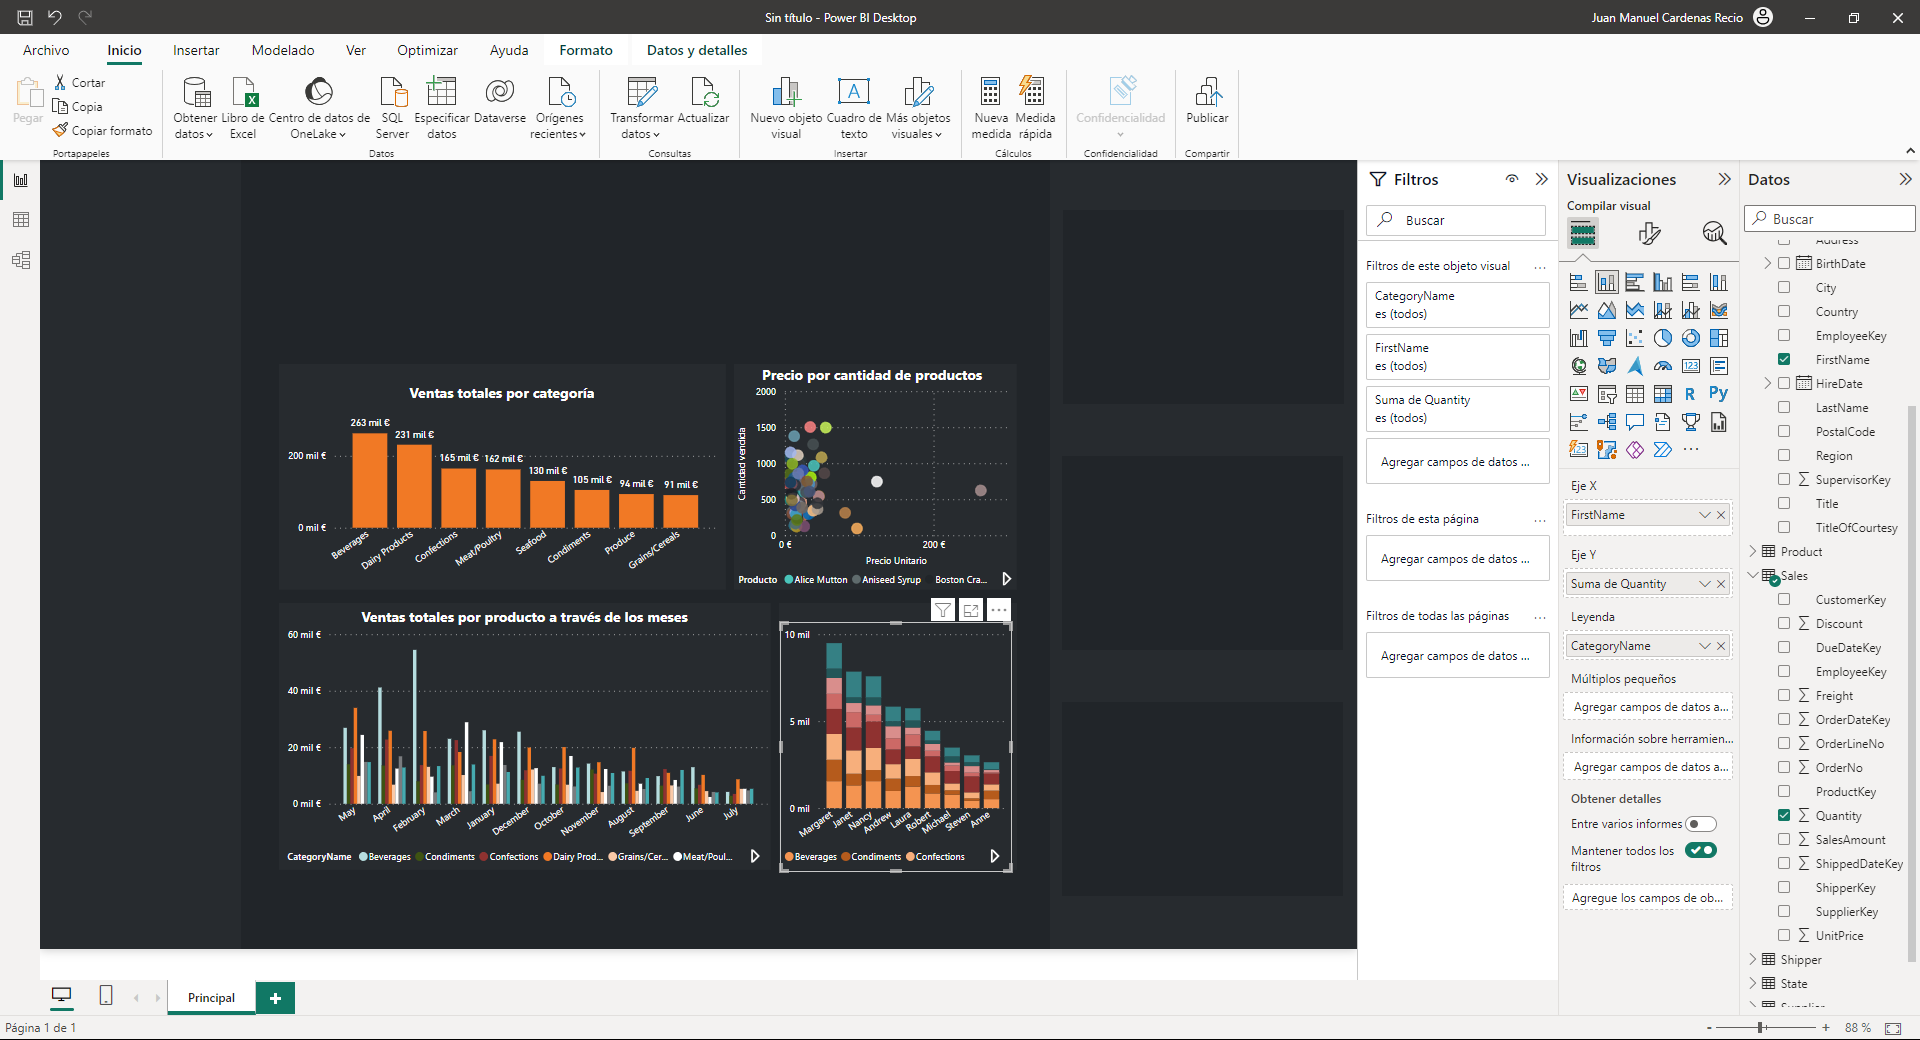 Sin título - Power BI Desktop
Juan Manuel Cardenas Recio
Archivo
Inicio
Insertar
Modelado
Ver
Optimizar
Ayuda
Formato
Datos y detalles
Pegar
Cortar
Copia
Copiar formato
Portapapeles
Obtener datos
Libro de Excel
Centro de datos de OneLake
SQL Server
Especificar datos
Dataverse
Orígenes recientes
Datos
Transformar datos
Actualizar
Consultas
Nuevo objeto visual
Cuadro de texto
Más objetos visuales
Insertar
Nueva medida
Medida rápida
Cálculos
Confidencialidad
Confidencialidad
Publicar
Compartir
Ventas totales por categoría
263 mil €
231 mil €
165 mil €
162 mil €
130 mil €
105 mil €
94 mil €
91 mil €
200 mil €
0 mil €
Beverages
Dairy Products
Confections
Meat/Poultry
Seafood
Condiments
Produce
Grains/Cereals
Precio por cantidad de productos
2000
1500
1000
500
0
Cantidad vendida
0 €
200 €
Precio Unitario
Producto
Alice Mutton
Aniseed Syrup
Boston Cra...
Ventas totales por producto a través de los meses
60 mil €
40 mil €
20 mil €
0 mil €
May
April
February
March
January
December
October
November
August
September
June
July
CategoryName
Beverages
Condiments
Confections
Dairy Prod...
Grains/Cer...
Meat/Poul...
10 mil
5 mil
0 mil
Margaret
Janet
Nancy
Andrew
Laura
Robert
Michael
Steven
Anne
Beverages
Condiments
Confections
Filtros
Buscar
Filtros de este objeto visual
...
CategoryName
es (todos)
FirstName
es (todos)
Suma de Quantity
es (todos)
Agregar campos de datos ...
Filtros de esta página
...
Agregar campos de datos ...
Filtros de todas las páginas
...
Agregar campos de datos ...
Visualizaciones
Compilar visual
R
Py
123
123
...
Eje X
FirstName
Eje Y
Suma de Quantity
Leyenda
CategoryName
Múltiplos pequeños
Agregar campos de datos a...
Información sobre herramien...
Agregar campos de datos a...
Obtener detalles
Entre varios informes
Mantener todos los filtros
Agregue los campos de ob...
Datos
Buscar
Address
BirthDate
City
Country
EmployeeKey
FirstName
HireDate
LastName
PostalCode
Region
SupervisorKey
Title
TitleOfCourtesy
Product
Sales
CustomerKey
Discount
DueDateKey
EmployeeKey
Freight
OrderDateKey
OrderLineNo
OrderNo
ProductKey
Quantity
SalesAmount
ShippedDateKey
ShipperKey
SupplierKey
UnitPrice
Shipper
State
Supplier
Principal
Página 1 de 1
- + 88 %